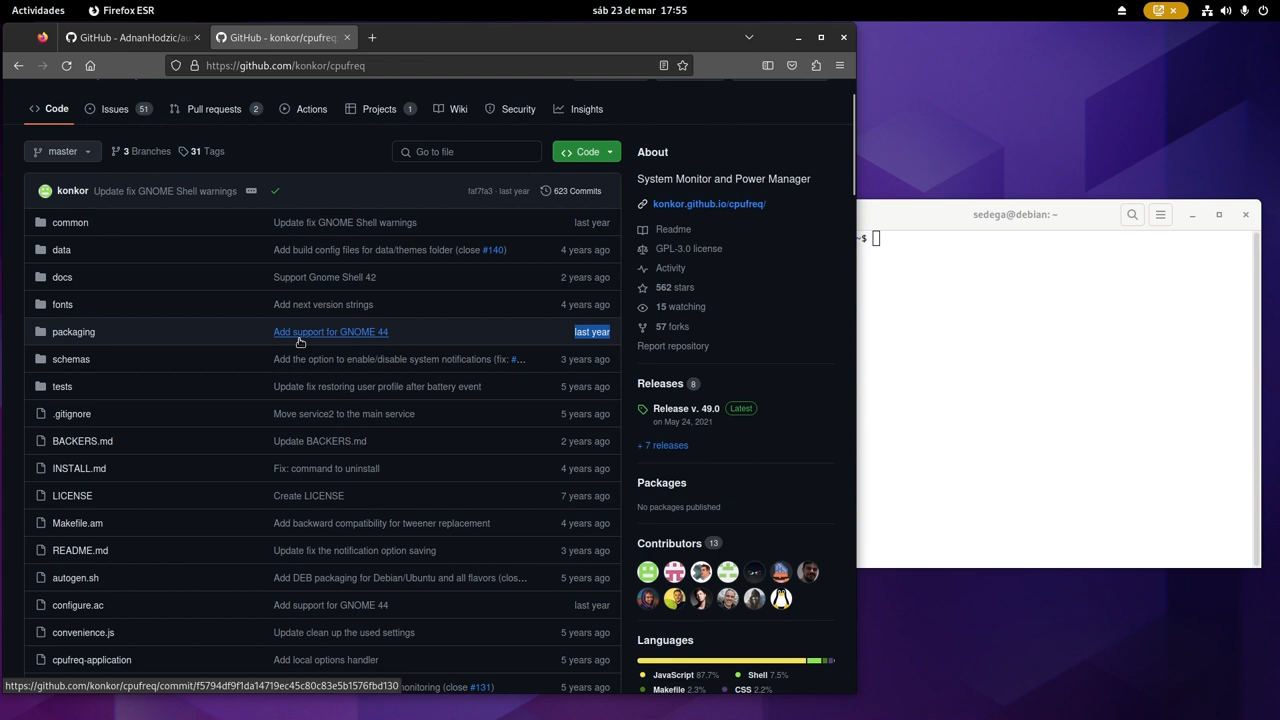 Actividades
Firefox ESR
sáb 23 de mar 17:55
GitHub - AdnanHodzic/au
GitHub - konkor/cpufreq:
https://github.com/konkor/cpufreq
Code
Issues 51
Pull requests 2
Actions
Projects 1
Wiki
Security
Insights
master
3 Branches
31 Tags
Go to file
Code
konkor Update fix GNOME Shell warnings
faf7fa3 · last year
623 Commits
common Update fix GNOME Shell warnings last year
data Add build config files for data/themes folder (close #140) 4 years ago
docs Support Gnome Shell 42 2 years ago
fonts Add next version strings 4 years ago
packaging Add support for GNOME 44 last year
schemas Add the option to enable/disable system notifications (fix: #... 3 years ago
tests Update fix restoring user profile after battery event 5 years ago
.gitignore Move service2 to the main service 5 years ago
BACKERS.md Update BACKERS.md 2 years ago
INSTALL.md Fix: command to uninstall 4 years ago
LICENSE Create LICENSE 7 years ago
Makefile.am Add backward compatibility for tweener replacement 4 years ago
README.md Update fix the notification option saving 3 years ago
autogen.sh Add DEB packaging for Debian/Ubuntu and all flavors (clos... 5 years ago
configure.ac Add support for GNOME 44 last year
convenience.js Update clean up the used settings 5 years ago
cpufreq-application Add local options handler 5 years ago
monitoring (close #131) 5 years ago
https://github.com/konkor/cpufreq/commit/f5794df9f1da14719ec45c80c83e5b1576fbd130
About
System Monitor and Power Manager
konkor.github.io/cpufreq/
Readme
GPL-3.0 license
Activity
562 stars
15 watching
57 forks
Report repository
Releases 8
Release v. 49.0 Latest
on May 24, 2021
+ 7 releases
Packages
No packages published
Contributors 13
Languages
JavaScript 87.7% Shell 7.5%
Makefile 2.3% CSS 2.2%
sedega@debian: ~
~$